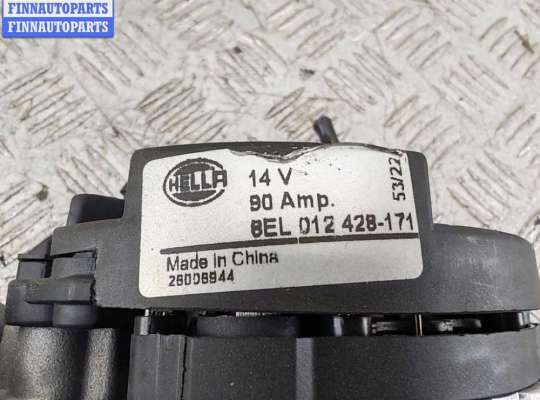 FINNAUTOPARTS
FINNAUTOPARTS
HELLA
14 V
90 Amp.
8EL 012 428-171
53/22
Made in China
26008944